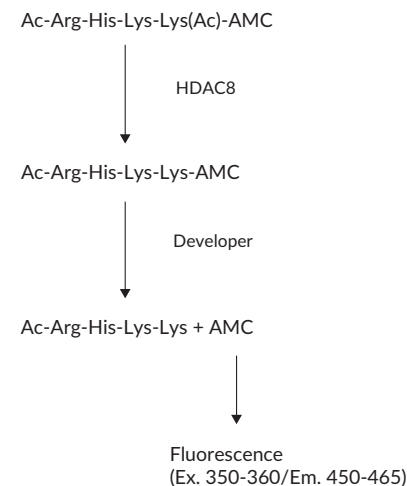 Ac-Arg-His-Lys-Lys(Ac)-AMC
HDAC8
Ac-Arg-His-Lys-Lys-AMC
Developer
Ac-Arg-His-Lys-Lys + AMC
Fluorescence
(Ex. 350-360/Em. 450-465)